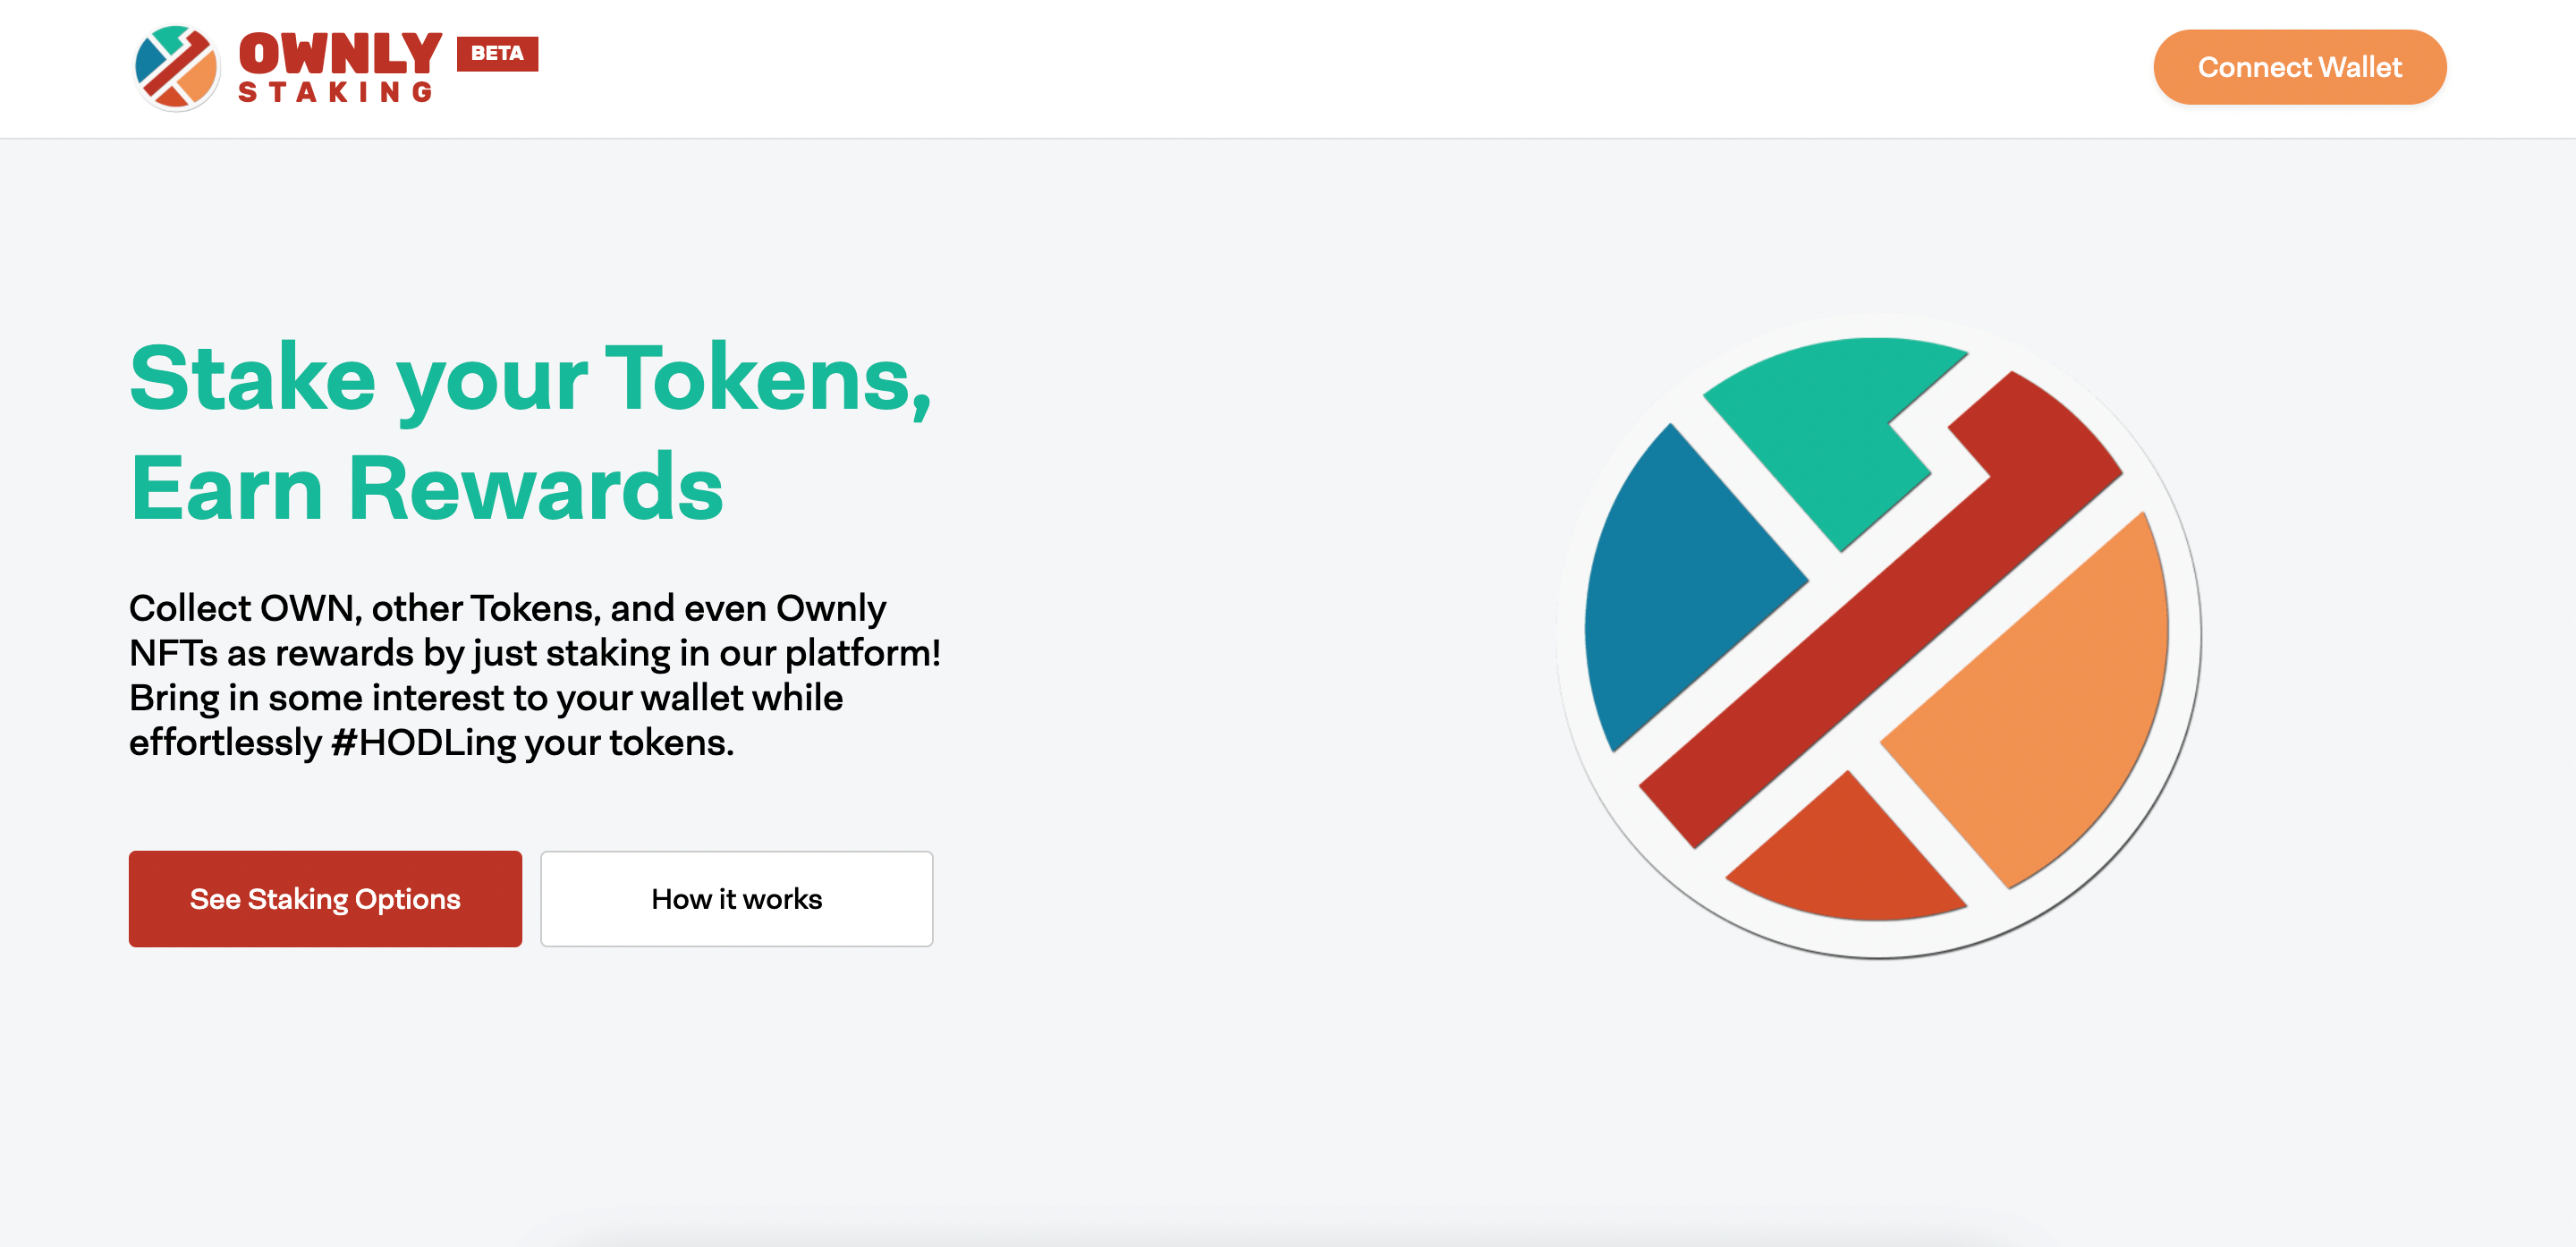 OWNLY BETA
STAKING
Connect Wallet
Stake your Tokens,
Earn Rewards
Collect OWN, other Tokens, and even Ownly
NFTs as rewards by just staking in our platform!
Bring in some interest to your wallet while
effortlessly #HODLing your tokens.
See Staking Options
How it works